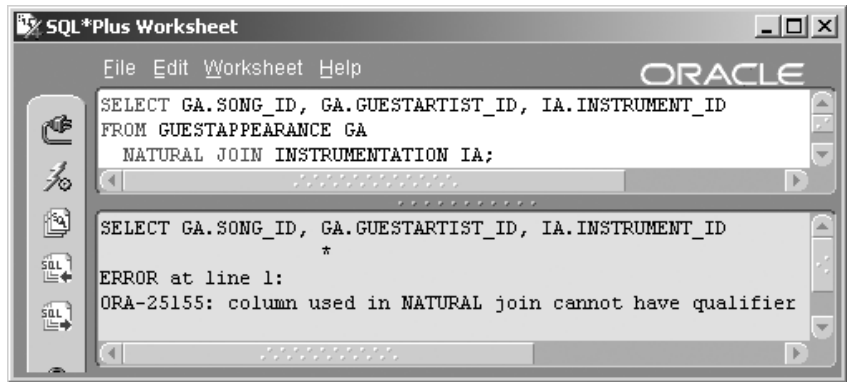 SQL*Plus Worksheet
File Edit Worksheet Help
ORACLE
SELECT GA.SONG_ID, GA.GUESTARTIST_ID, IA.INSTRUMENT_ID
FROM GUESTAPPEARANCE GA
NATURAL JOIN INSTRUMENTATION IA;
SELECT GA.SONG_ID, GA.GUESTARTIST_ID, IA.INSTRUMENT_ID
*
ERROR at line 1:
ORA-25155: column used in NATURAL join cannot have qualifier
SQL
SQL